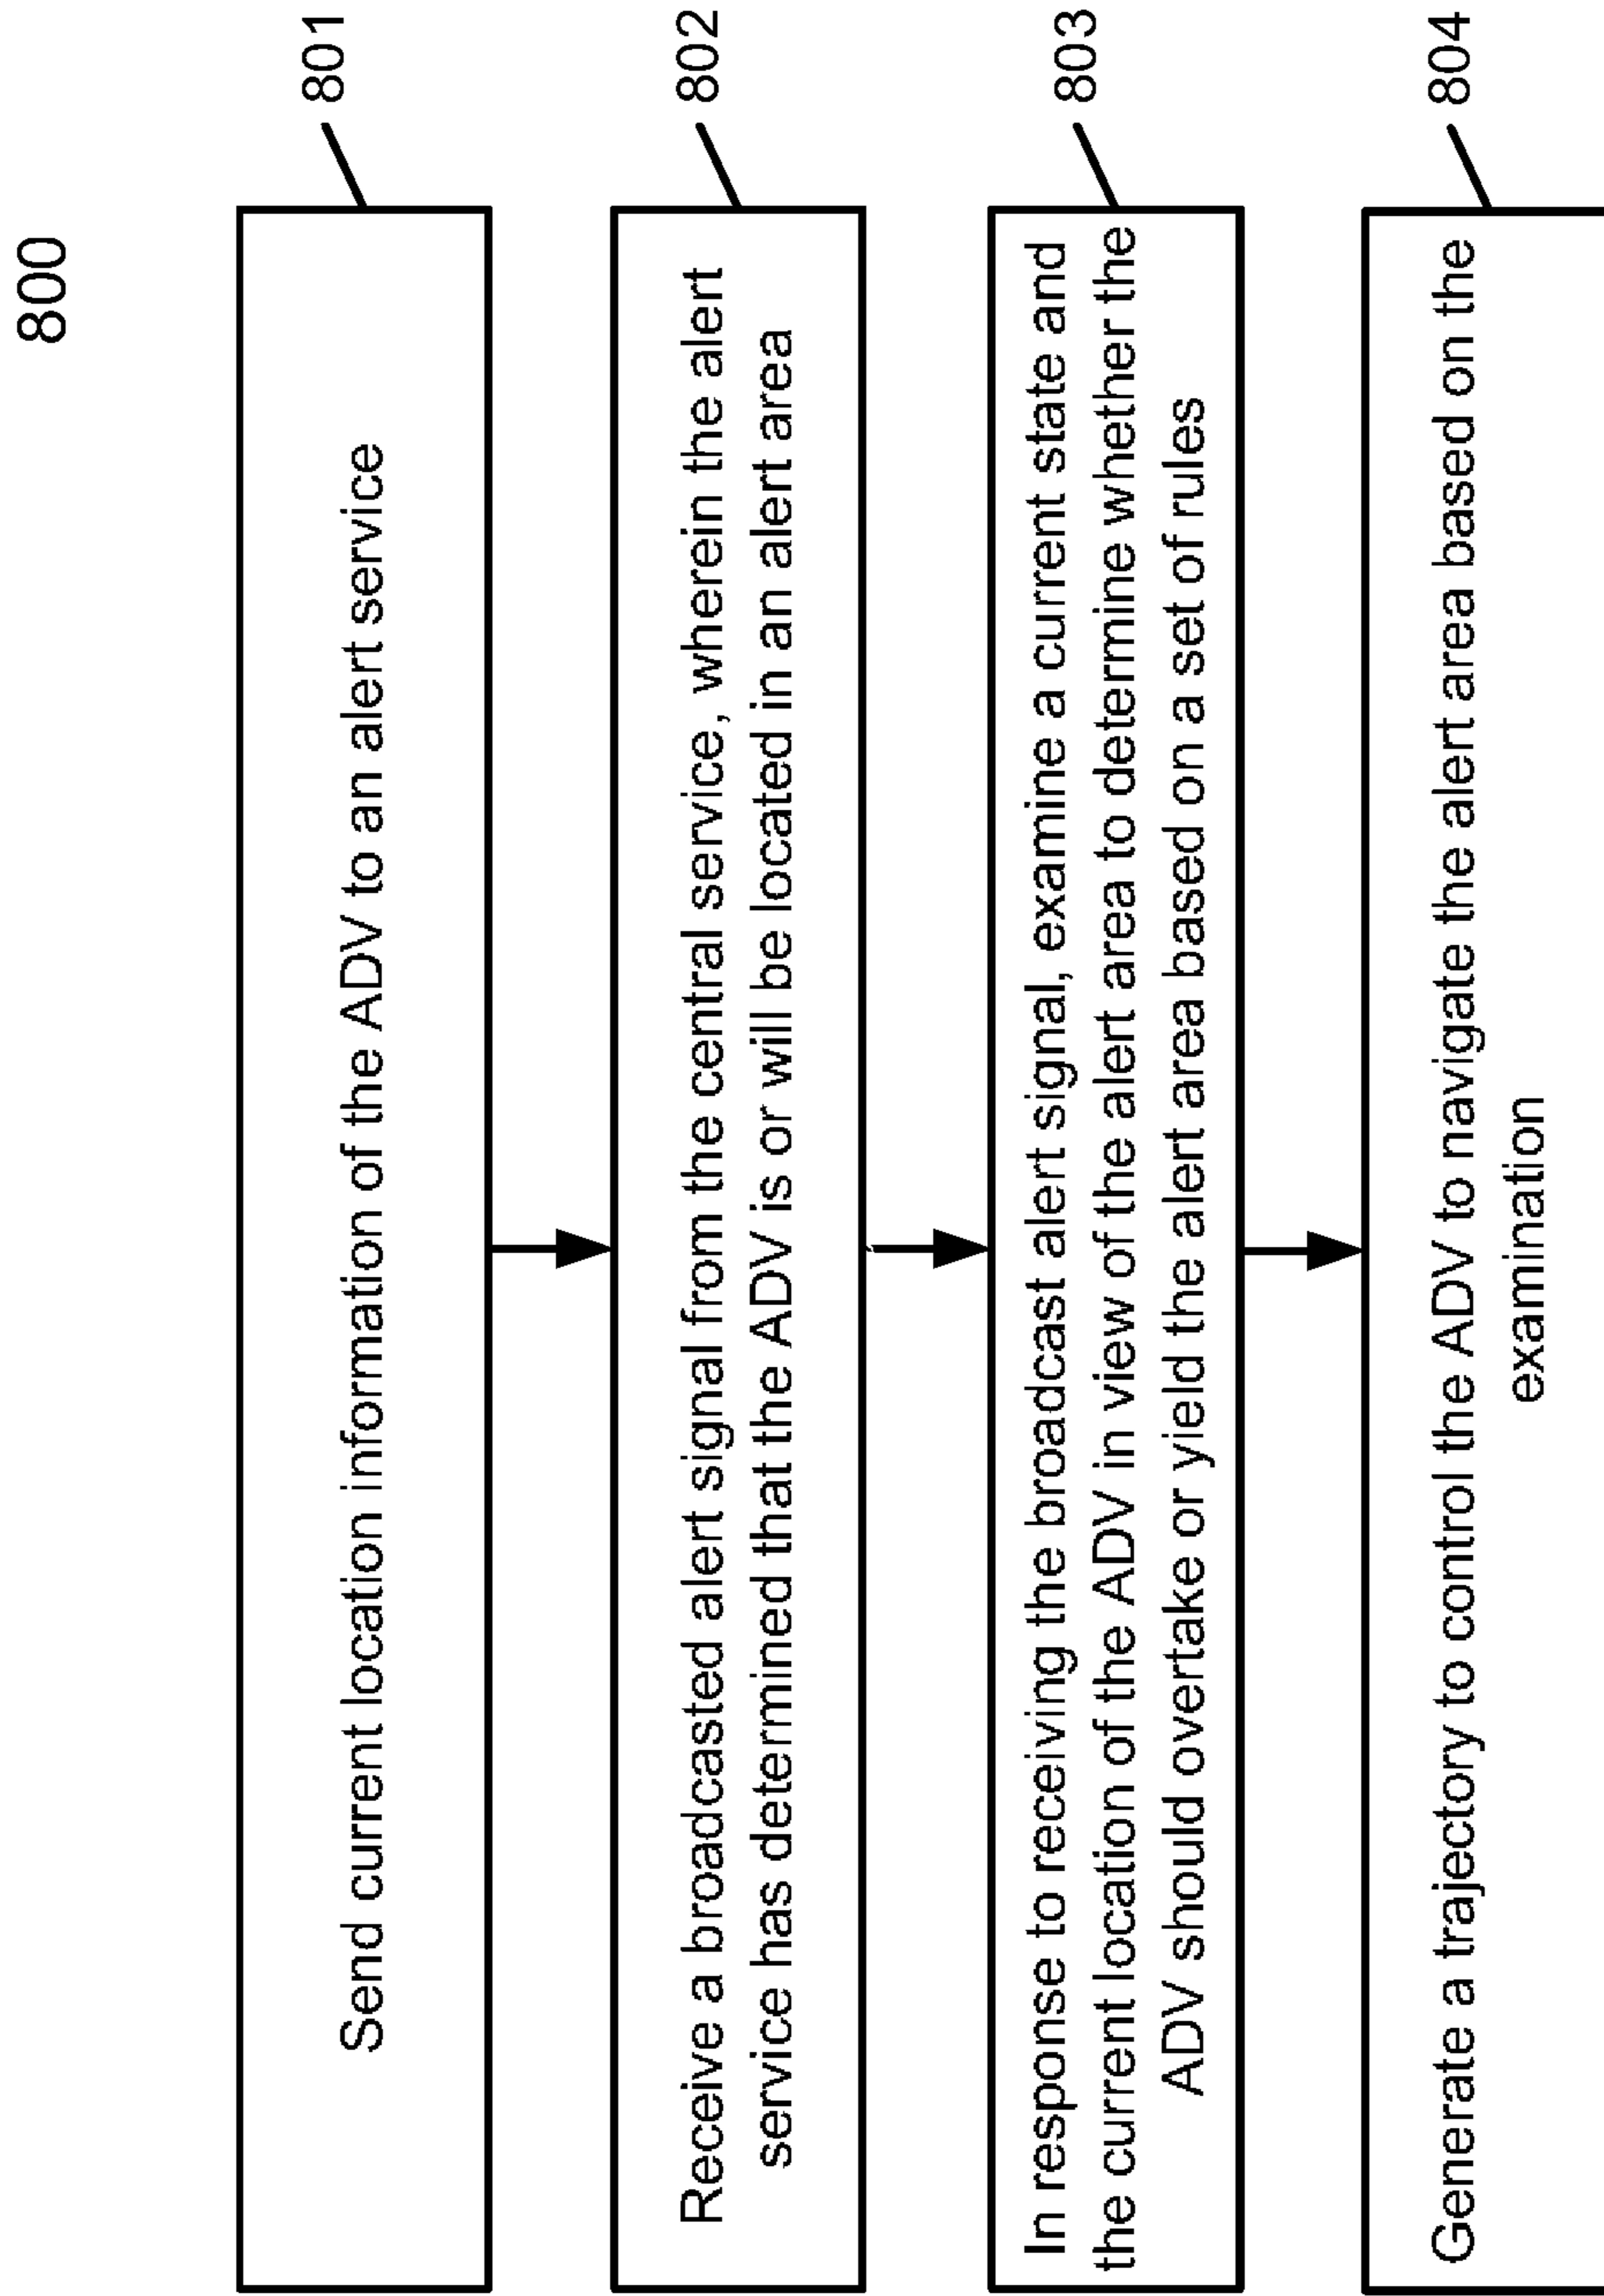 800
Send current location information of the ADV to an alert service
801
Receive a broadcasted alert signal from the central service, wherein the alert
service has determined that the ADV is or will be located in an alert area
802
In response to receiving the broadcast alert signal, examine a current state and
the current location of the ADV in view of the alert area to determine whether the
ADV should overtake or yield the alert area based on a set of rules
803
Generate a trajectory to control the ADV to navigate the alert area based on the
examination
804